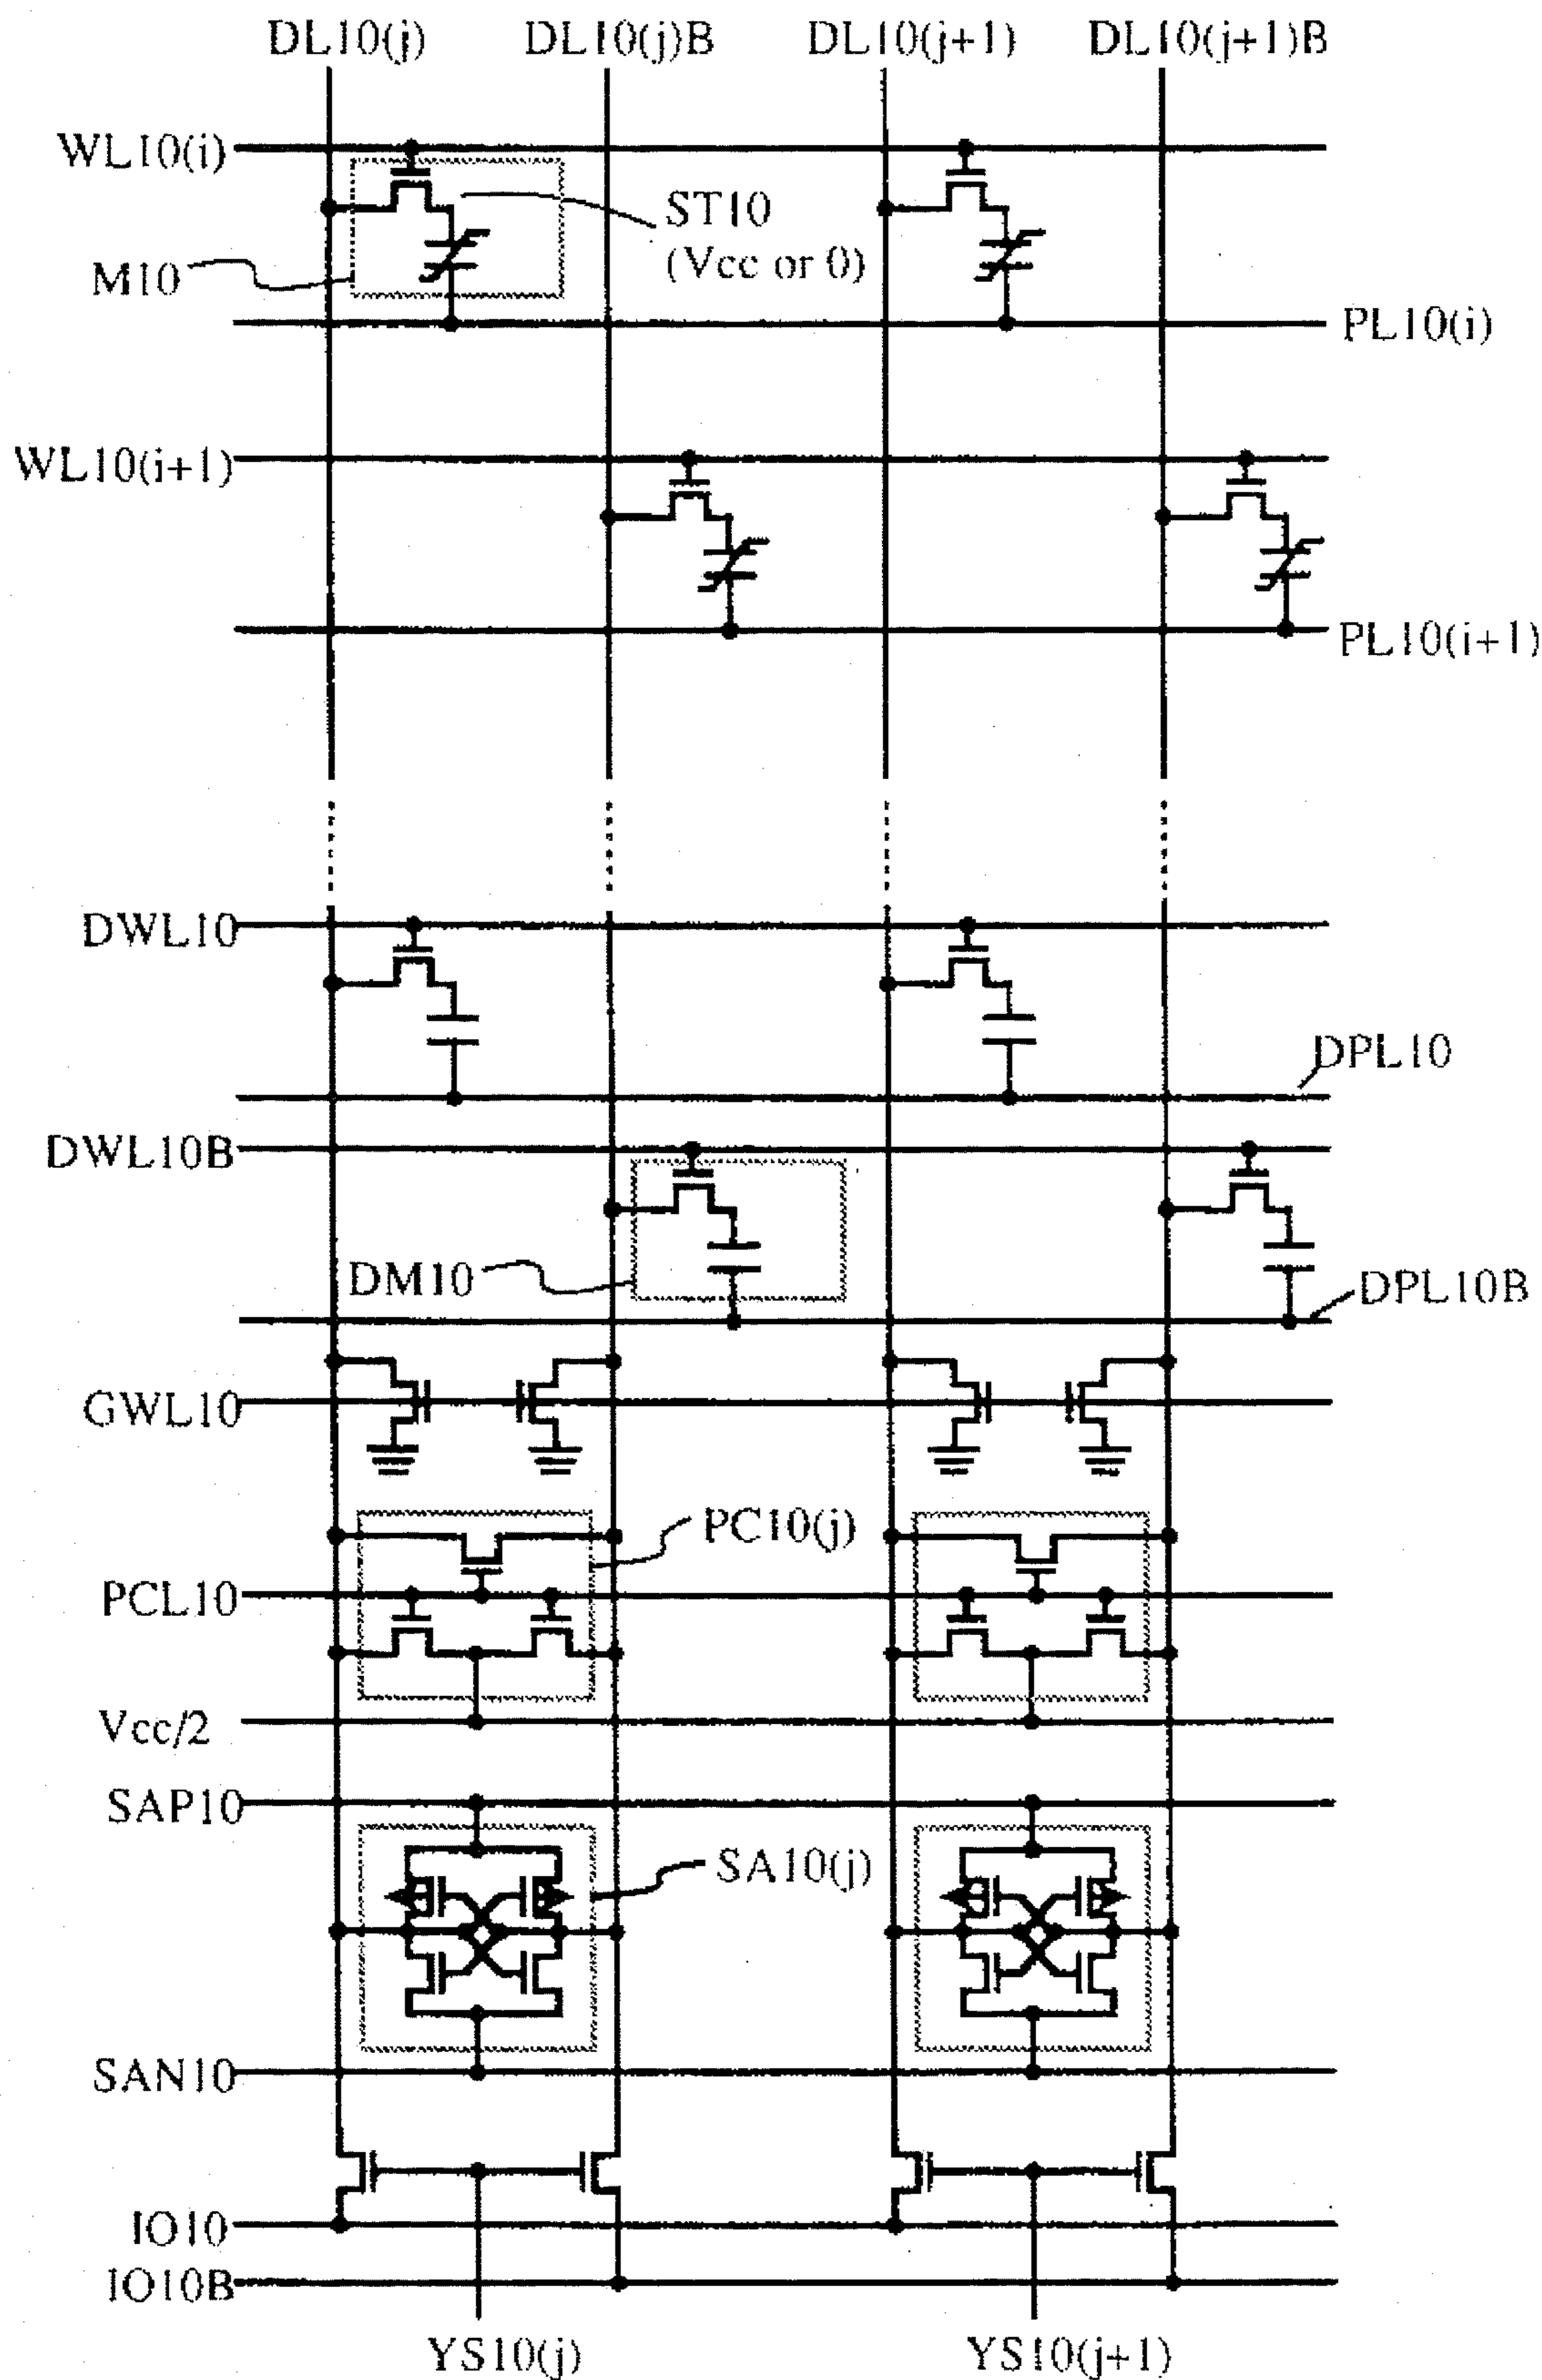 DL10(j) DL10(j)B DL10(j+1) DL10(j+1)B
WL10(i)
ST10
(Vcc or 0)
M10
PL10(i)
WL10(i+1)
PL10(i+1)
DWL10
DPL10
DWL10B
DM10
DPL10B
GWL10
PC10(j)
PCL10
Vcc/2
SAP10
SA10(j)
SAN10
IO10
IO10B
YS10(j) YS10(j+1)